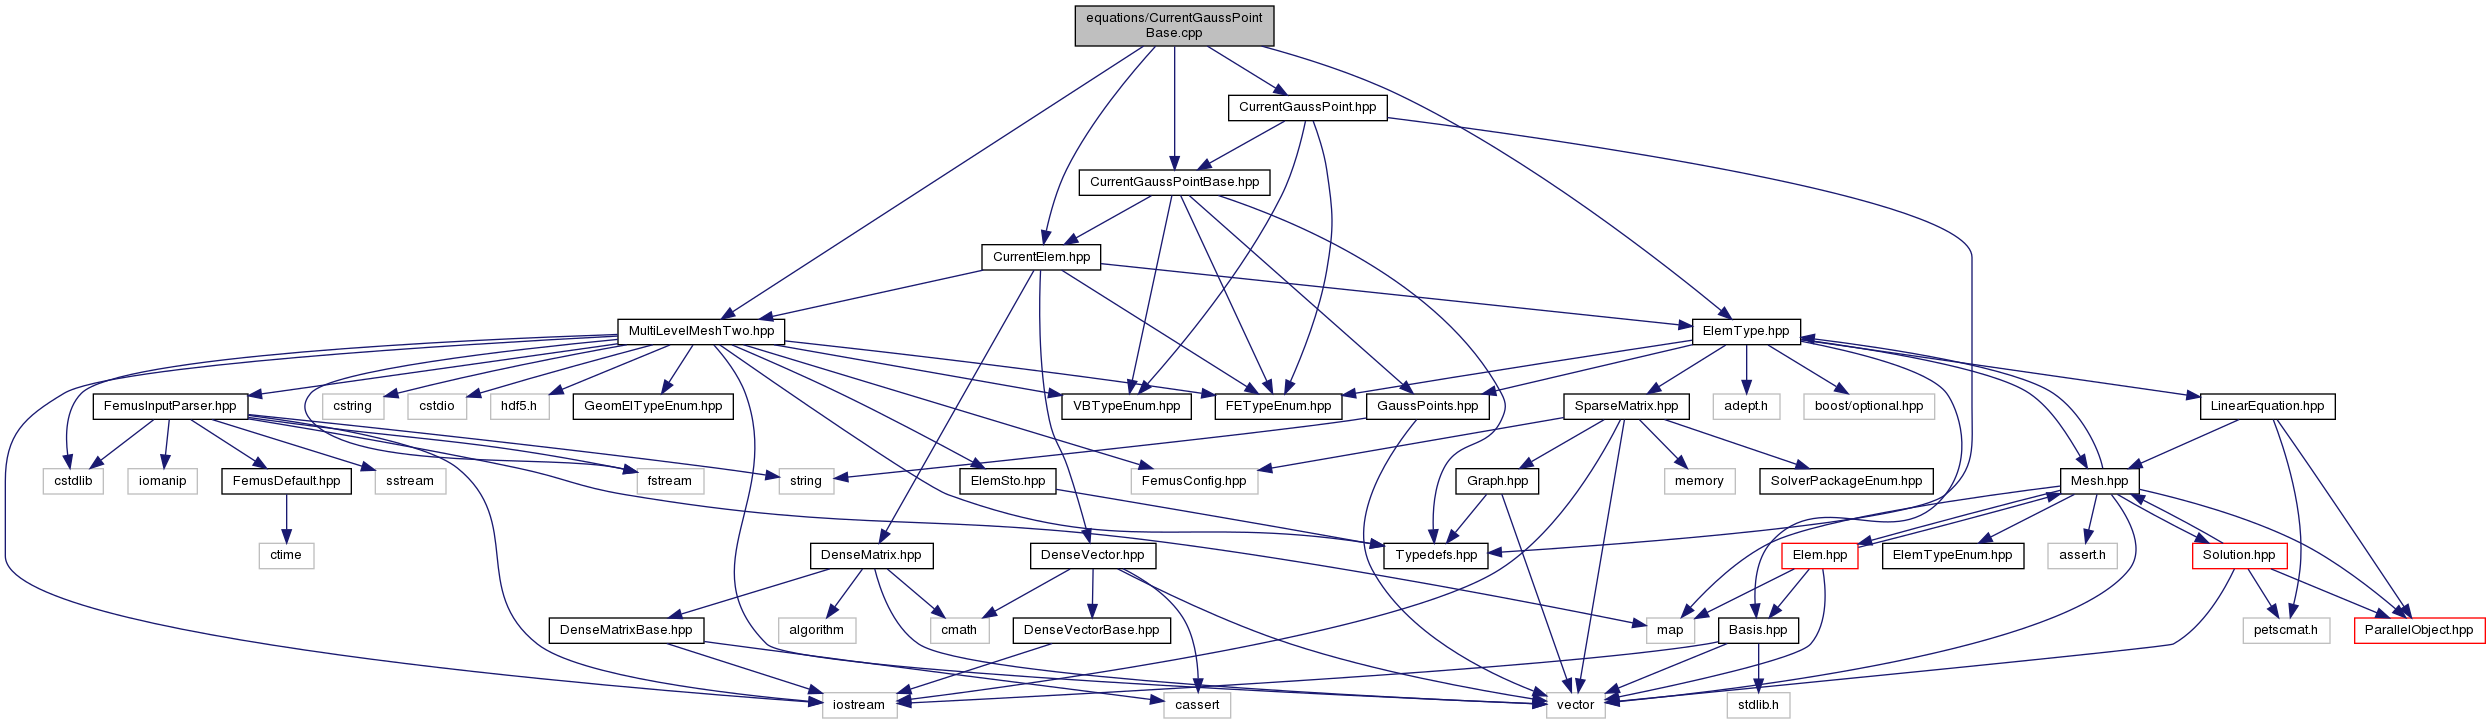 equations/CurrentGaussPoint
Base.cpp
CurrentGaussPoint.hpp
CurrentGaussPointBase.hpp
CurrentElem.hpp
MultiLevelMeshTwo.hpp
ElemType.hpp
FemusInputParser.hpp
cstring
cstdio
hdf5.h
GeomElTypeEnum.hpp
VBTypeEnum.hpp
FETypeEnum.hpp
GaussPoints.hpp
SparseMatrix.hpp
adept.h
boost/optional.hpp
LinearEquation.hpp
cstdlib
iomanip
FemusDefault.hpp
sstream
fstream
string
ElemSto.hpp
FemusConfig.hpp
Graph.hpp
memory
SolverPackageEnum.hpp
Mesh.hpp
ctime
DenseMatrix.hpp
DenseVector.hpp
Typedefs.hpp
Elem.hpp
ElemTypeEnum.hpp
assert.h
Solution.hpp
DenseMatrixBase.hpp
algorithm
cmath
DenseVectorBase.hpp
map
Basis.hpp
petscmat.h
ParallelObject.hpp
iostream
cassert
vector
stdlib.h